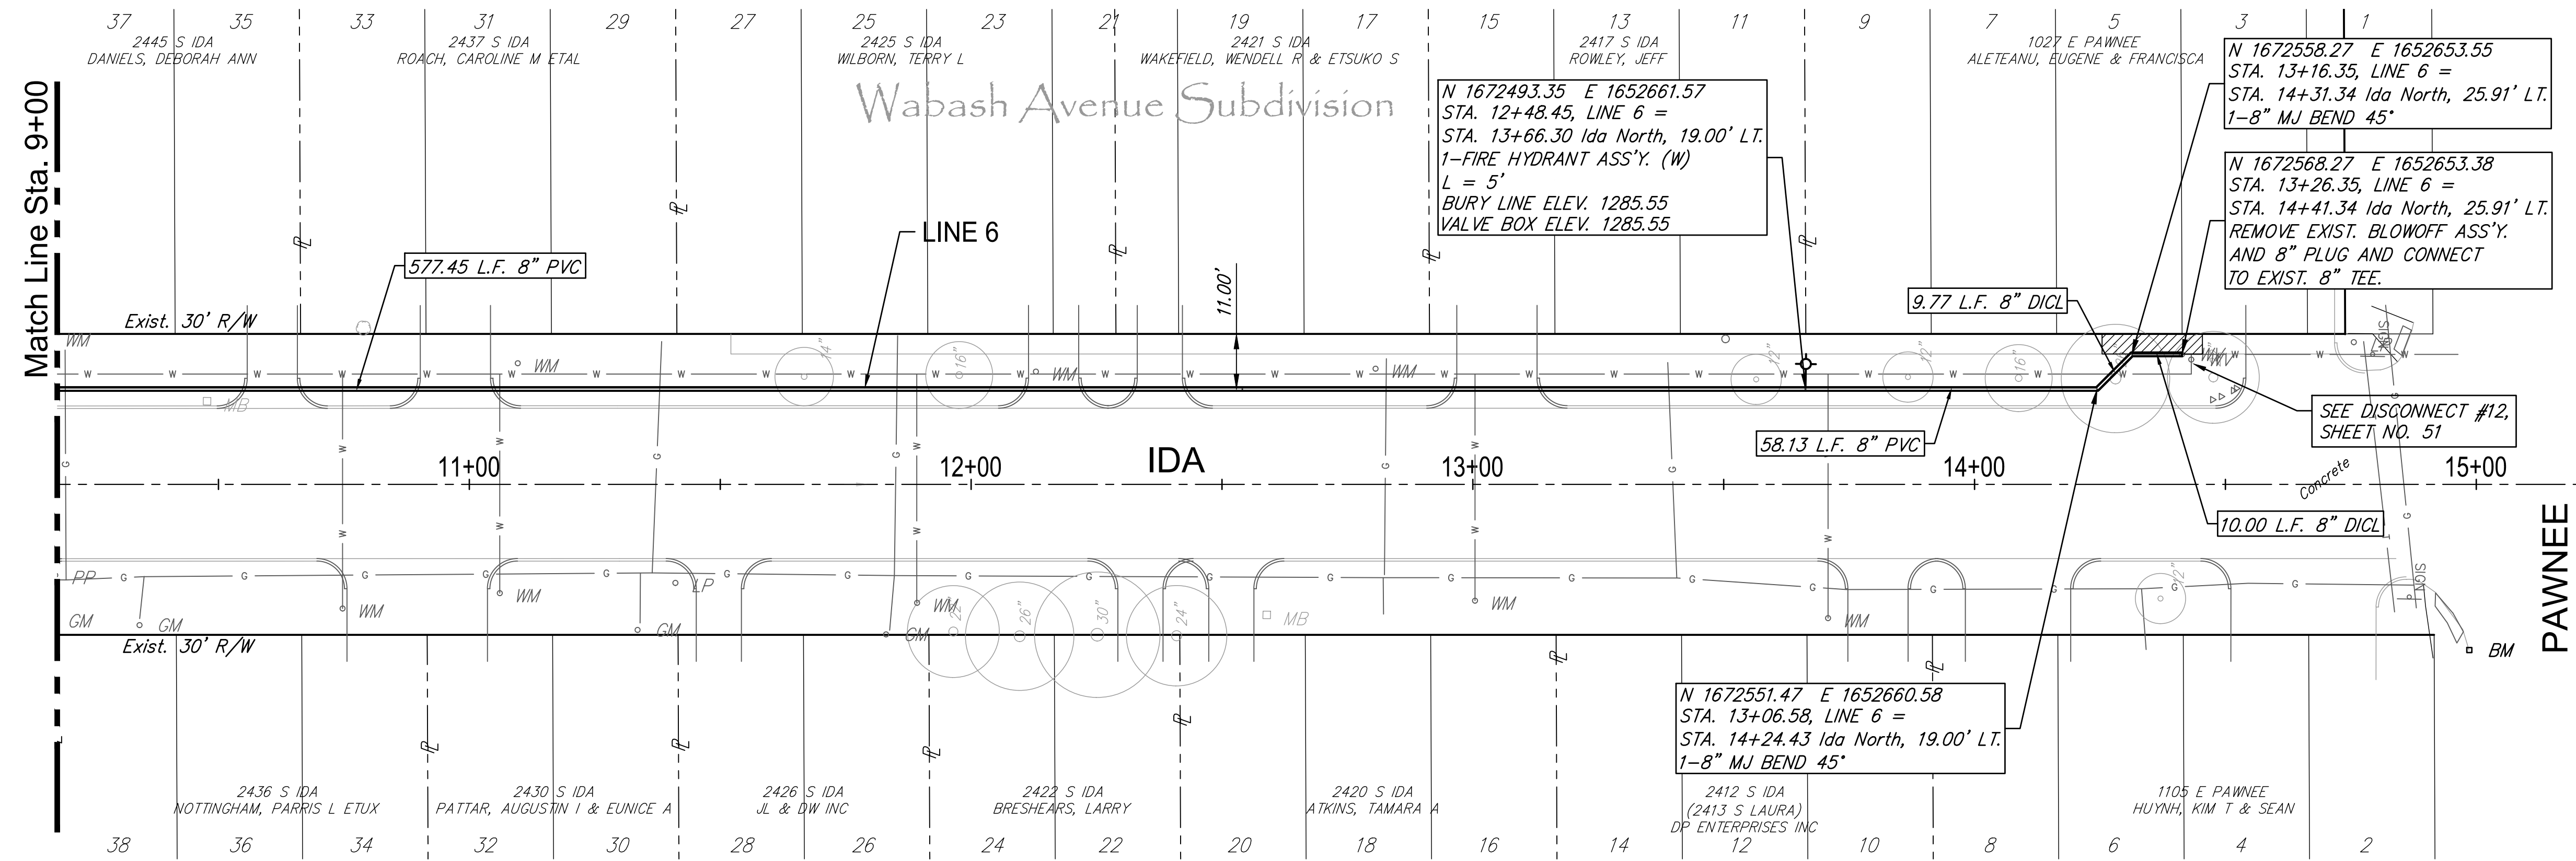 37 35 33 31 29 27 25 23 21 19 17 15 13 11 9 7 5 3 1
2445 S IDA
DANIELS, DEBORAH ANN
2437 S IDA
ROACH, CAROLINE M ETAL
2425 S IDA
WILBORN, TERRY L
2421 S IDA
WAKEFIELD, WENDELL R & ETSUKO S
2417 S IDA
ROWLEY, JEFF
1027 E PAWNEE
ALETEANU, EUGENE & FRANCISCA
Wabash Avenue Subdivision
N 1672493.35 E 1652661.57
STA. 12+48.45, LINE 6 =
STA. 13+66.30 Ida North, 19.00' LT.
1-FIRE HYDRANT ASS'Y. (W)
L = 5'
BURY LINE ELEV. 1285.55
VALVE BOX ELEV. 1285.55
N 1672558.27 E 1652653.55
STA. 13+16.35, LINE 6 =
STA. 14+31.34 Ida North, 25.91' LT.
1-8" MJ BEND 45°
N 1672568.27 E 1652653.38
STA. 13+26.35, LINE 6 =
STA. 14+41.34 Ida North, 25.91' LT.
REMOVE EXIST. BLOWOFF ASS'Y.
AND 8" PLUG AND CONNECT
TO EXIST. 8" TEE.
Match Line Sta. 9+00
LINE 6
577.45 L.F. 8" PVC
11.00'
9.77 L.F. 8" DICL
Exist. 30' R/W
WM
WM
WM
WM
14"
16"
12"
12"
16"
SIGN
MB
58.13 L.F. 8" PVC
SEE DISCONNECT #12,
SHEET NO. 51
11+00 12+00 IDA 13+00 14+00 15+00
Concrete
10.00 L.F. 8" DICL
PAWNEE
PP
LP
GM
GM
WM
WM
GM
WM
GM
22"
26"
30"
24"
MB
WM
WM
12"
SIGN
BM
Exist. 30' R/W
N 1672551.47 E 1652660.58
STA. 13+06.58, LINE 6 =
STA. 14+24.43 Ida North, 19.00' LT.
1-8" MJ BEND 45°
2436 S IDA
NOTTINGHAM, PARRIS L ETUX
2430 S IDA
PATTAR, AUGUSTIN I & EUNICE A
2426 S IDA
JL & DW INC
2422 S IDA
BRESHEARS, LARRY
2420 S IDA
ATKINS, TAMARA A
2412 S IDA
(2413 S LAURA)
DP ENTERPRISES INC
1105 E PAWNEE
HUYNH, KIM T & SEAN
38 36 34 32 30 28 26 24 22 20 18 16 14 12 10 8 6 4 2